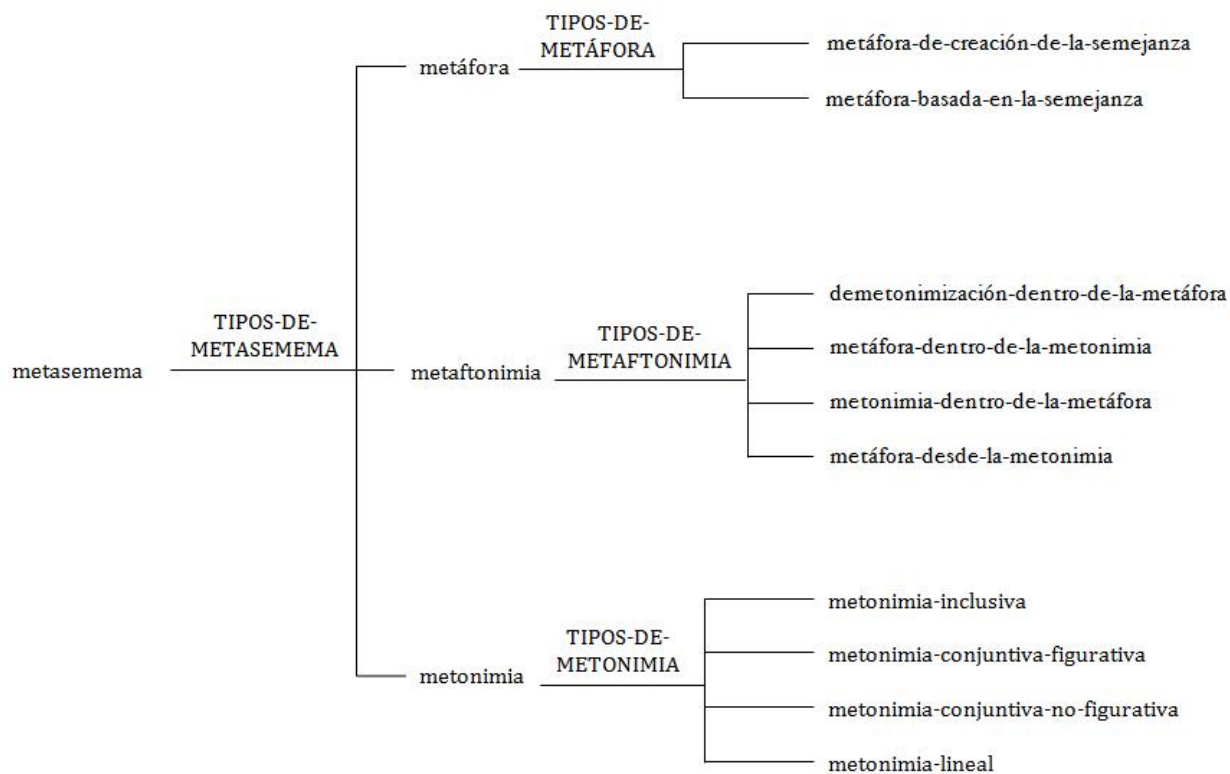 TIPOS-DE-
METÁFORA
metáfora
metáfora-de-creación-de-la-semejanza
metáfora-basada-en-la-semejanza
metasemema
TIPOS-DE-
METASEMEMA
metaftonimia
TIPOS-DE-
METAFTONIMIA
demetonimización-dentro-de-la-metáfora
metáfora-dentro-de-la-metonimia
metonimia-dentro-de-la-metáfora
metáfora-desde-la-metonimia
metonimia
TIPOS-DE-
METONIMIA
metonimia-inclusiva
metonimia-conjuntiva-figurativa
metonimia-conjuntiva-no-figurativa
metonimia-lineal